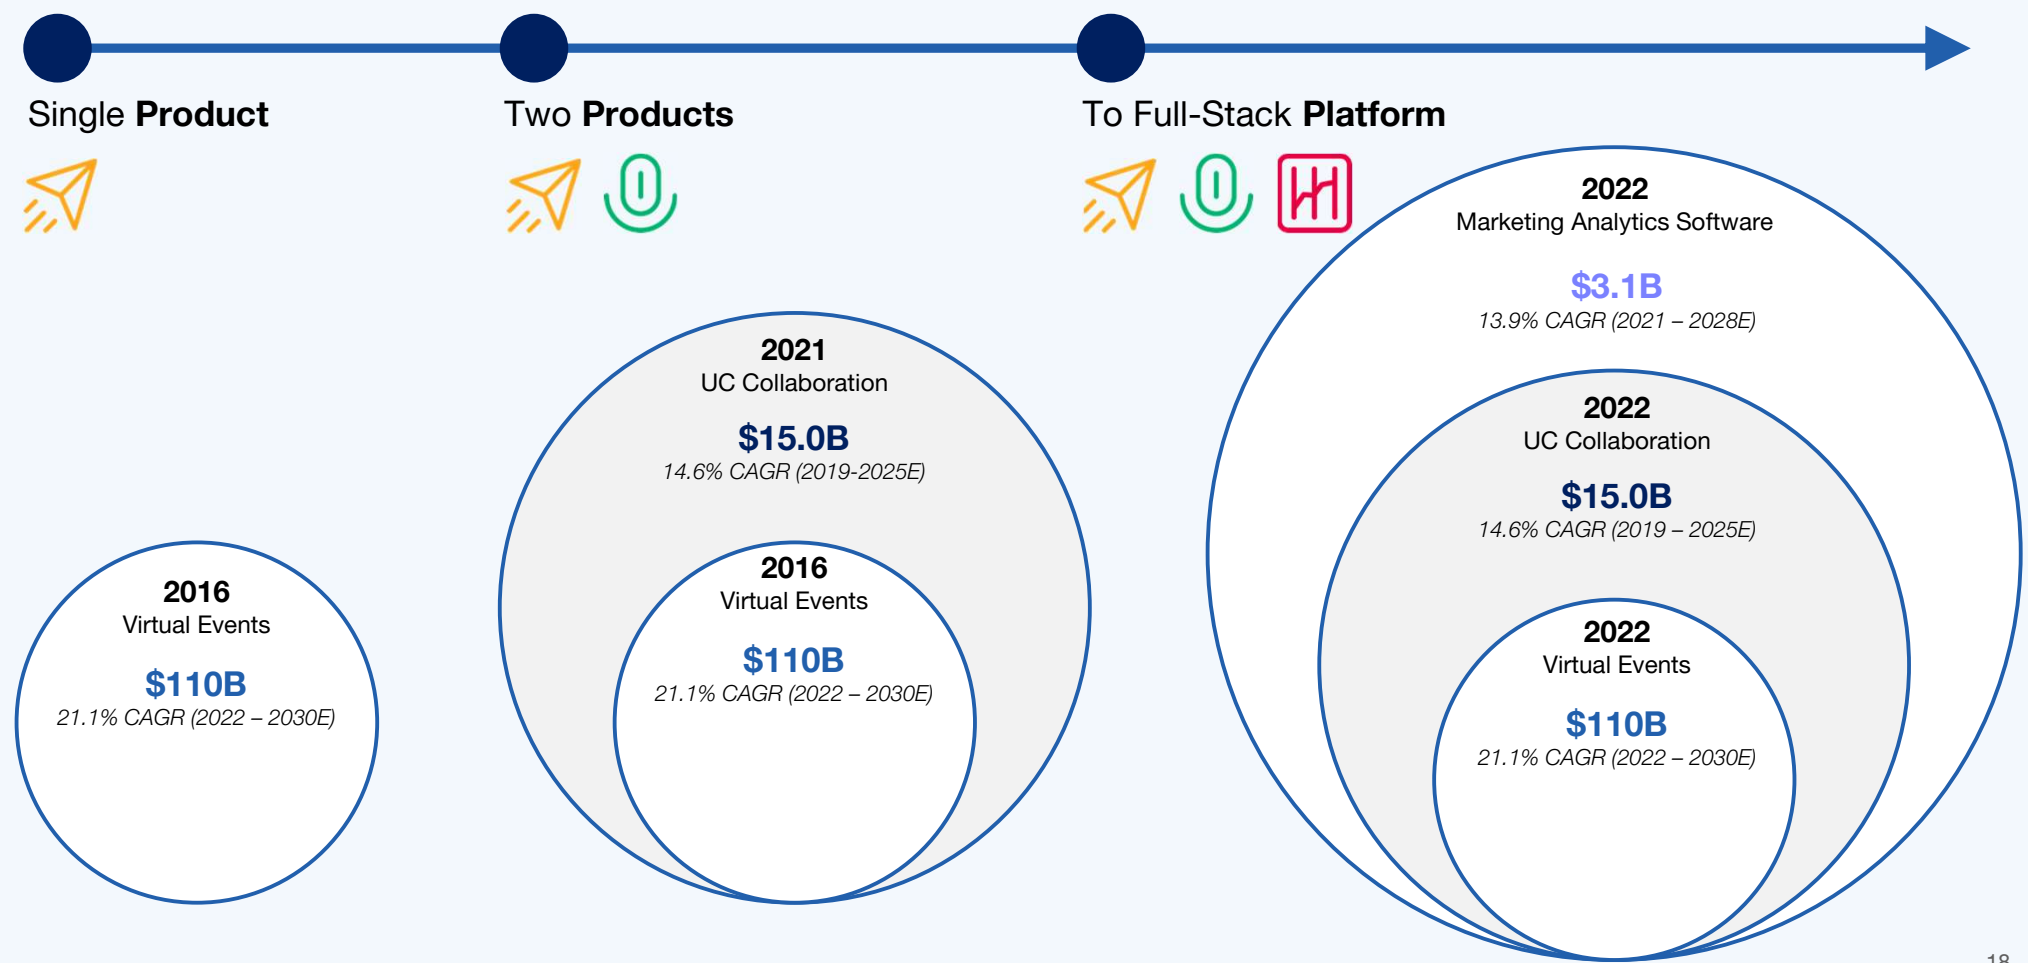 Single Product
Two Products
To Full-Stack Platform
2016
Virtual Events
$110B
21.1% CAGR (2022 – 2030E)
2021
UC Collaboration
$15.0B
14.6% CAGR (2019-2025E)
2016
Virtual Events
$110B
21.1% CAGR (2022 – 2030E)
2022
Marketing Analytics Software
$3.1B
13.9% CAGR (2021 – 2028E)
2022
UC Collaboration
$15.0B
14.6% CAGR (2019 – 2025E)
2022
Virtual Events
$110B
21.1% CAGR (2022 – 2030E)
18